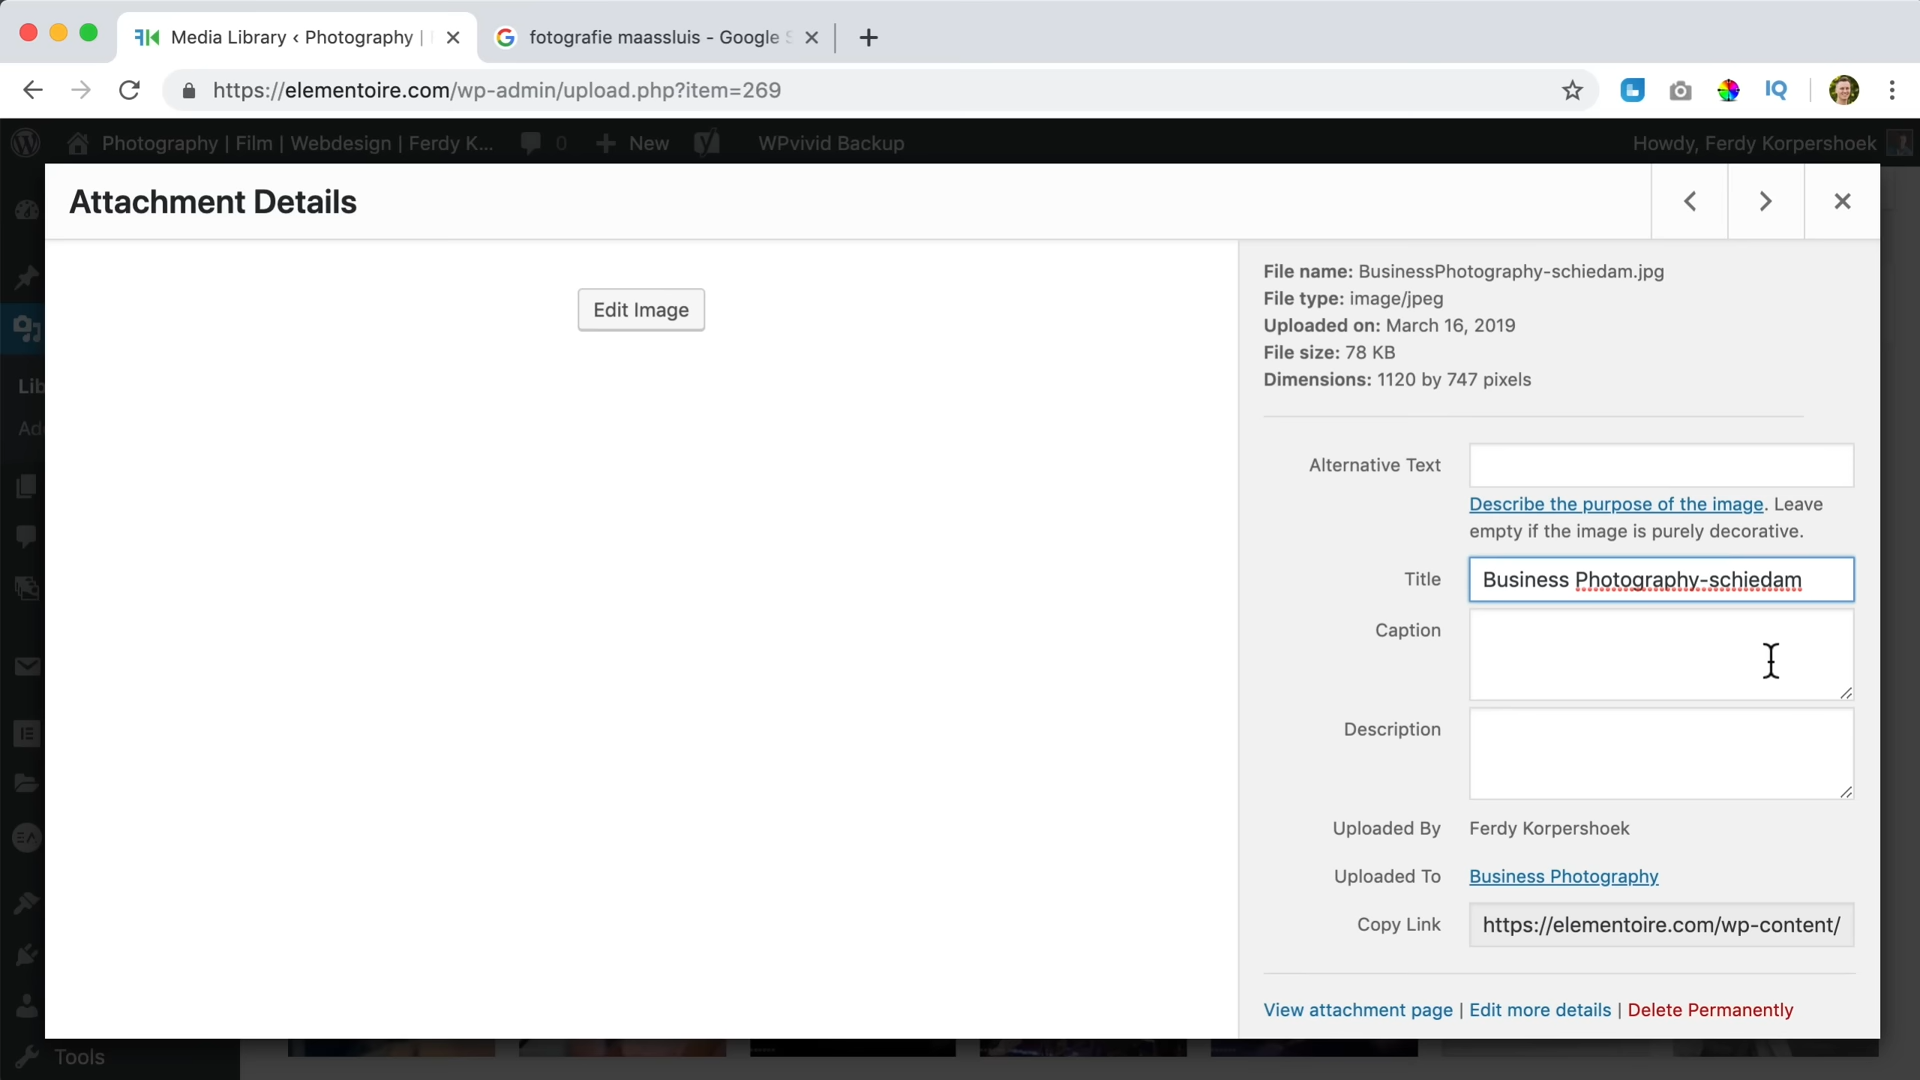 Media Library ‹ Photography |
fotografie maassluis - Google S
https://elementoire.com/wp-admin/upload.php?item=269
Photography | Film | Webdesign | Ferdy K...
0
New
WPvivid Backup
Howdy, Ferdy Korpershoek
Attachment Details
Edit Image
File name: BusinessPhotography-schiedam.jpg
File type: image/jpeg
Uploaded on: March 16, 2019
File size: 78 KB
Dimensions: 1120 by 747 pixels
Lib
Ad
Alternative Text
Describe the purpose of the image. Leave
empty if the image is purely decorative.
Title
Business Photography-schiedam
Caption
Description
Uploaded By
Ferdy Korpershoek
Uploaded To
Business Photography
Copy Link
https://elementoire.com/wp-content/
View attachment page | Edit more details | Delete Permanently
Tools